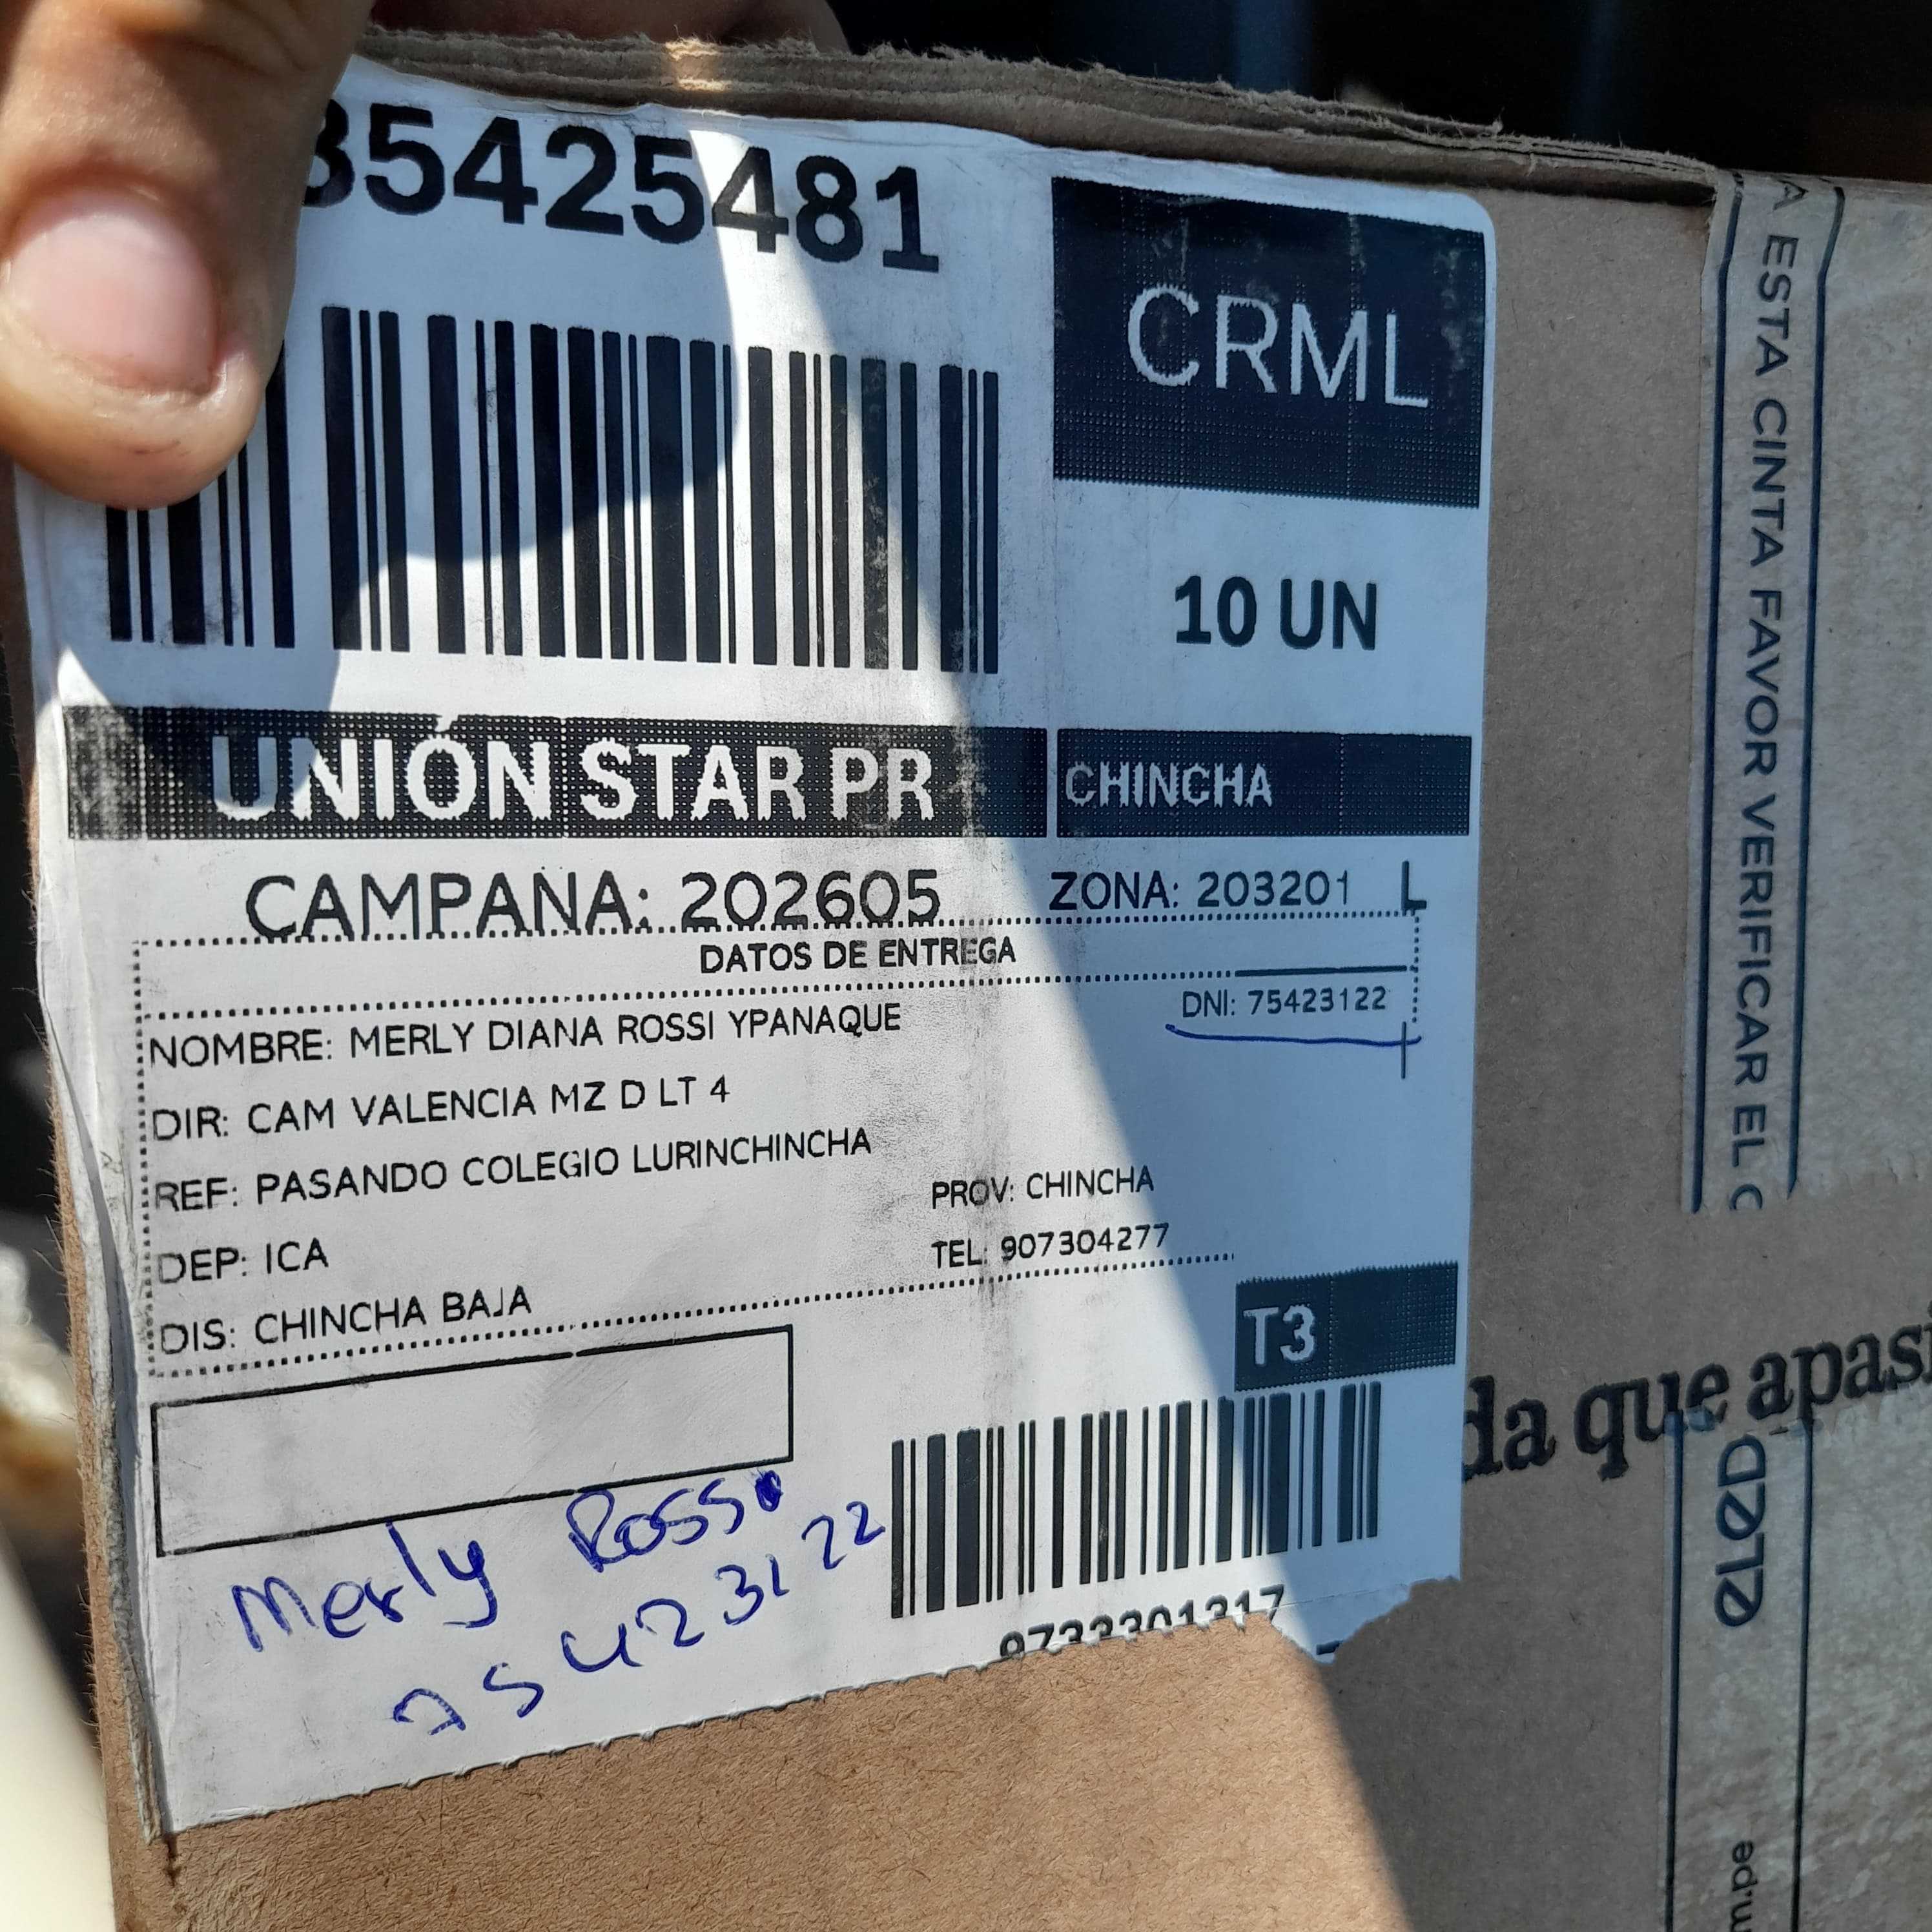 35425481
CRML
10 UN
UNIÓN STAR PR
CHINCHA
CAMPAÑA: 202605
ZONA: 203201 L
DATOS DE ENTREGA
NOMBRE: MERLY DIANA ROSSI YPANAQUE
DNI: 75423122
DIR: CAM VALENCIA MZ D LT 4
REF: PASANDO COLEGIO LURINCHINCHA
DEP: ICA
PROV: CHINCHA
DIS: CHINCHA BAJA
TEL: 907304277
T3
Merly Rossi
75423122
9733301317
A ESTA CINTA FAVOR VERIFICAR EL C
da que apasi